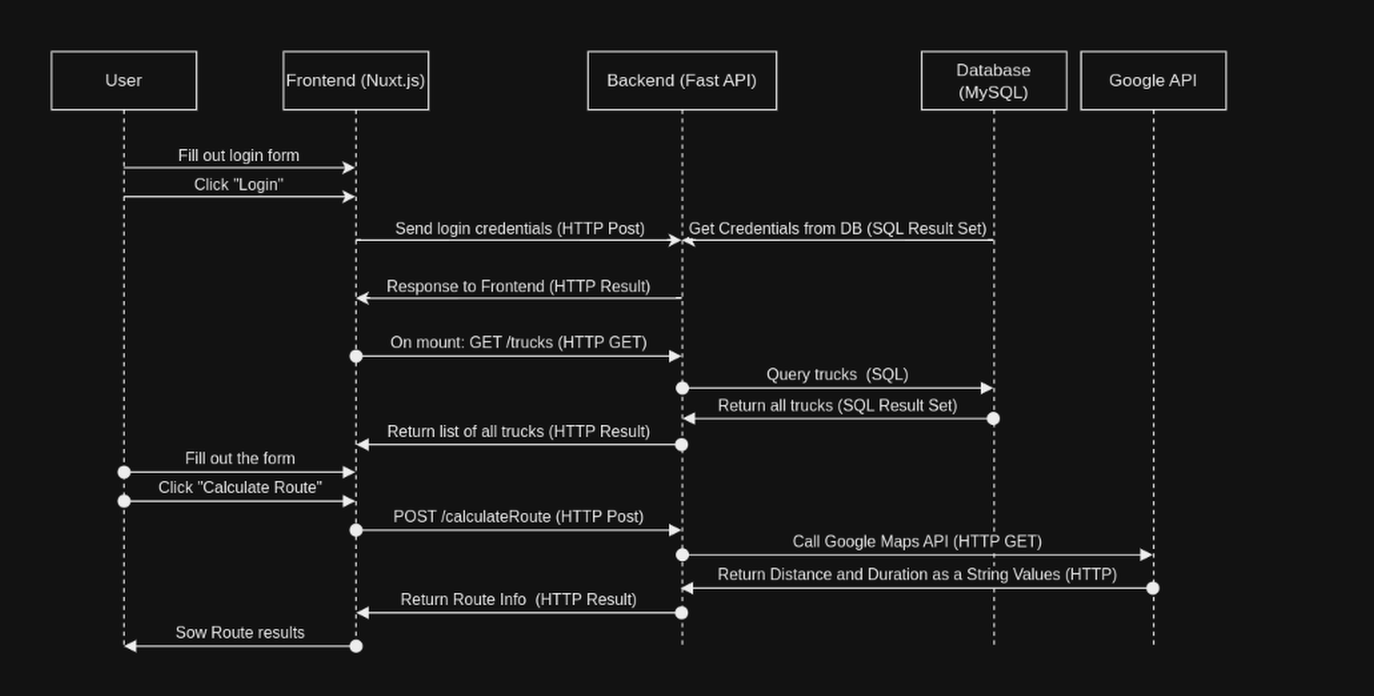 User
Frontend (Nuxt.js)
Backend (Fast API)
Database
(MySQL)
Google API
Fill out login form
Click "Login"
Send login credentials (HTTP Post)
Get Credentials from DB (SQL Result Set)
Response to Frontend (HTTP Result)
On mount: GET /trucks (HTTP GET)
Query trucks  (SQL)
Return all trucks (SQL Result Set)
Return list of all trucks (HTTP Result)
Fill out the form
Click "Calculate Route"
POST /calculateRoute (HTTP Post)
Call Google Maps API (HTTP GET)
Return Distance and Duration as a String Values (HTTP)
Return Route Info  (HTTP Result)
Sow Route results